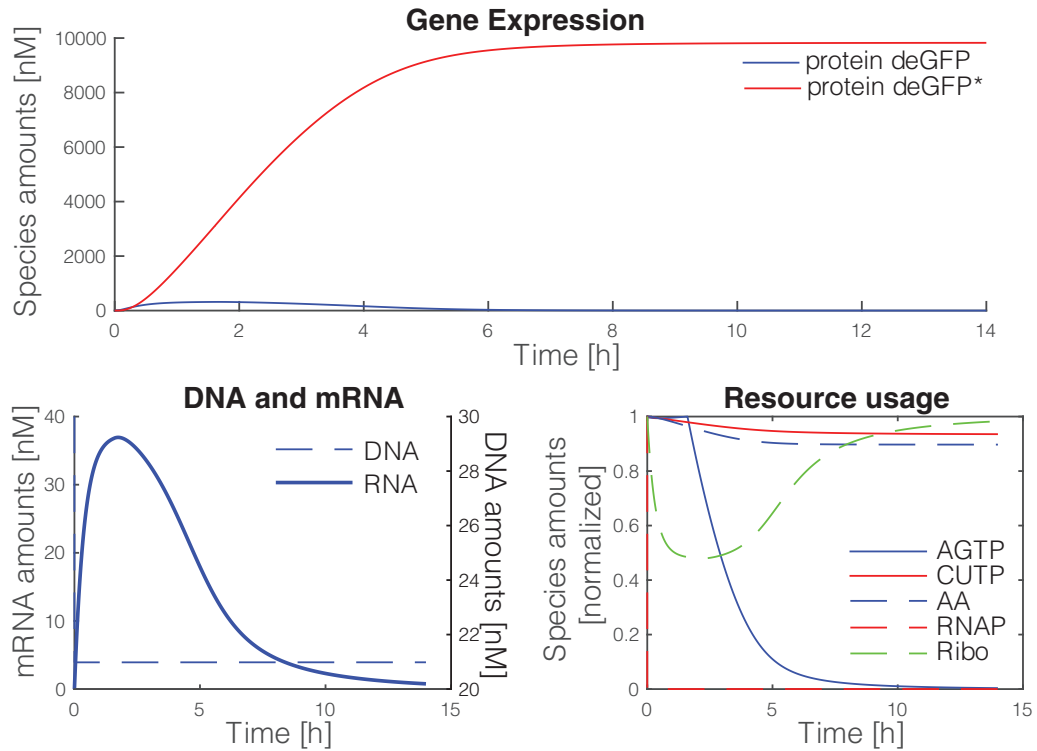 Gene Expression
Species amounts [nM]
10000
8000
6000
4000
2000
0
protein deGFP
protein deGFP*
0 2 4 6 8 10 12 14
Time [h]
DNA and mRNA
mRNA amounts [nM]
40
30
20
10
0
DNA
RNA
30
28
26
24
22
20
DNA amounts [nM]
0 5 10 15
Time [h]
Resource usage
Species amounts
[normalized]
1
0.8
0.6
0.4
0.2
0
AGTP
CUTP
AA
RNAP
Ribo
0 5 10 15
Time [h]